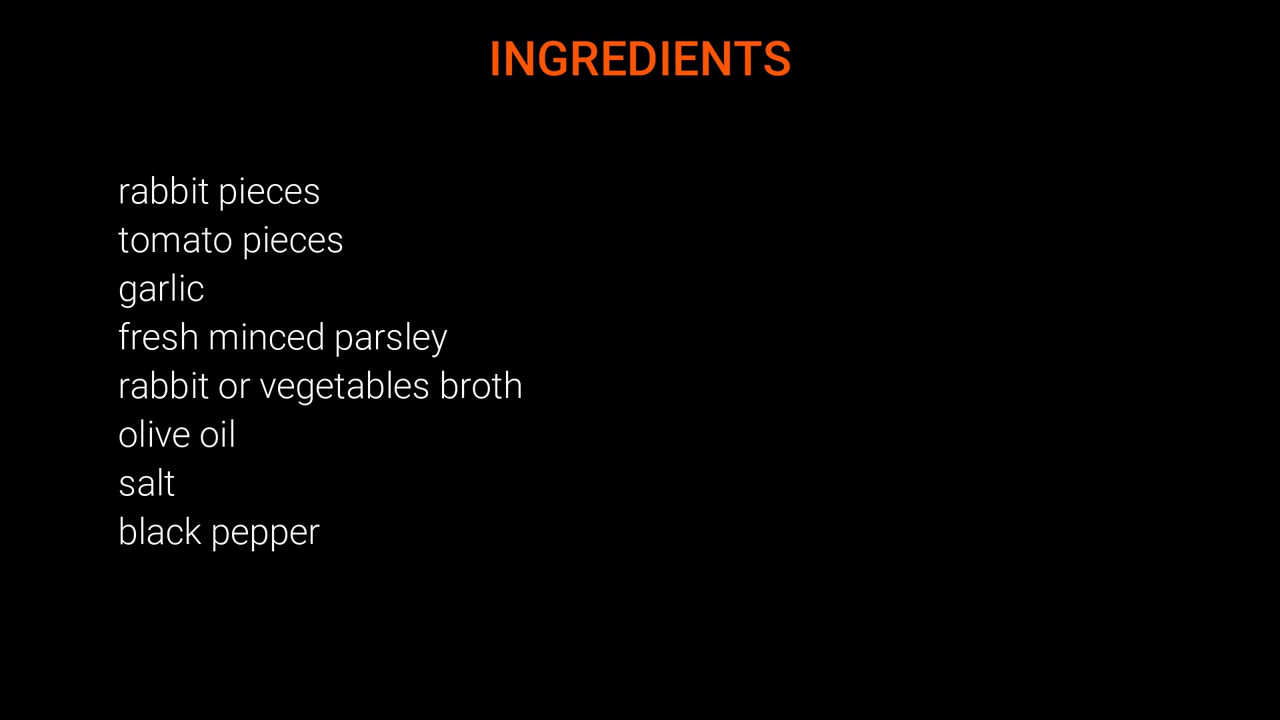 INGREDIENTS
rabbit pieces
tomato pieces
garlic
fresh minced parsley
rabbit or vegetables broth
olive oil
salt
black pepper